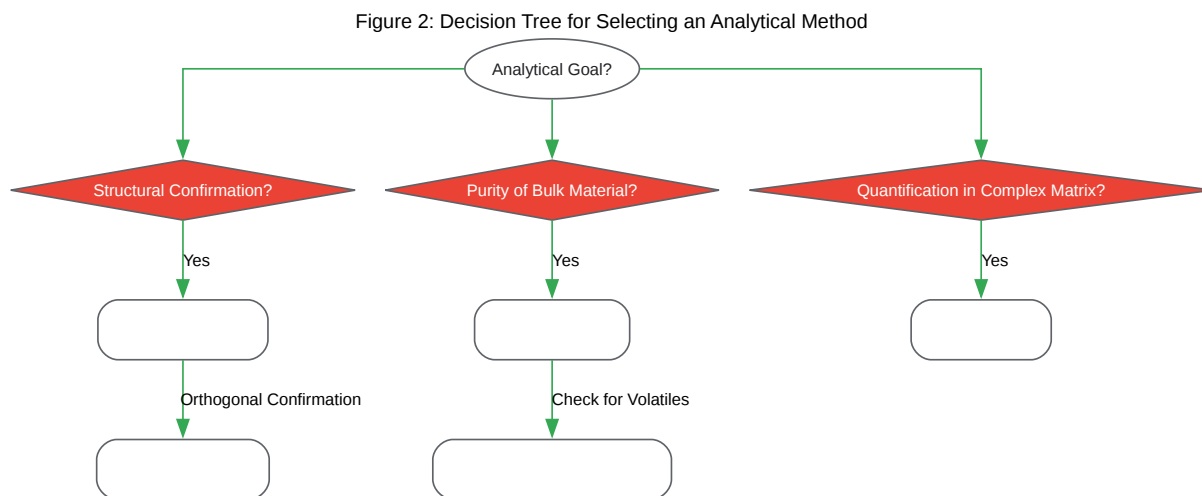 Figure 2: Decision Tree for Selecting an Analytical Method
Analytical Goal?
Structural Confirmation?
Purity of Bulk Material?
Quantification in Complex Matrix?
Yes
Yes
Yes
Orthogonal Confirmation
Check for Volatiles